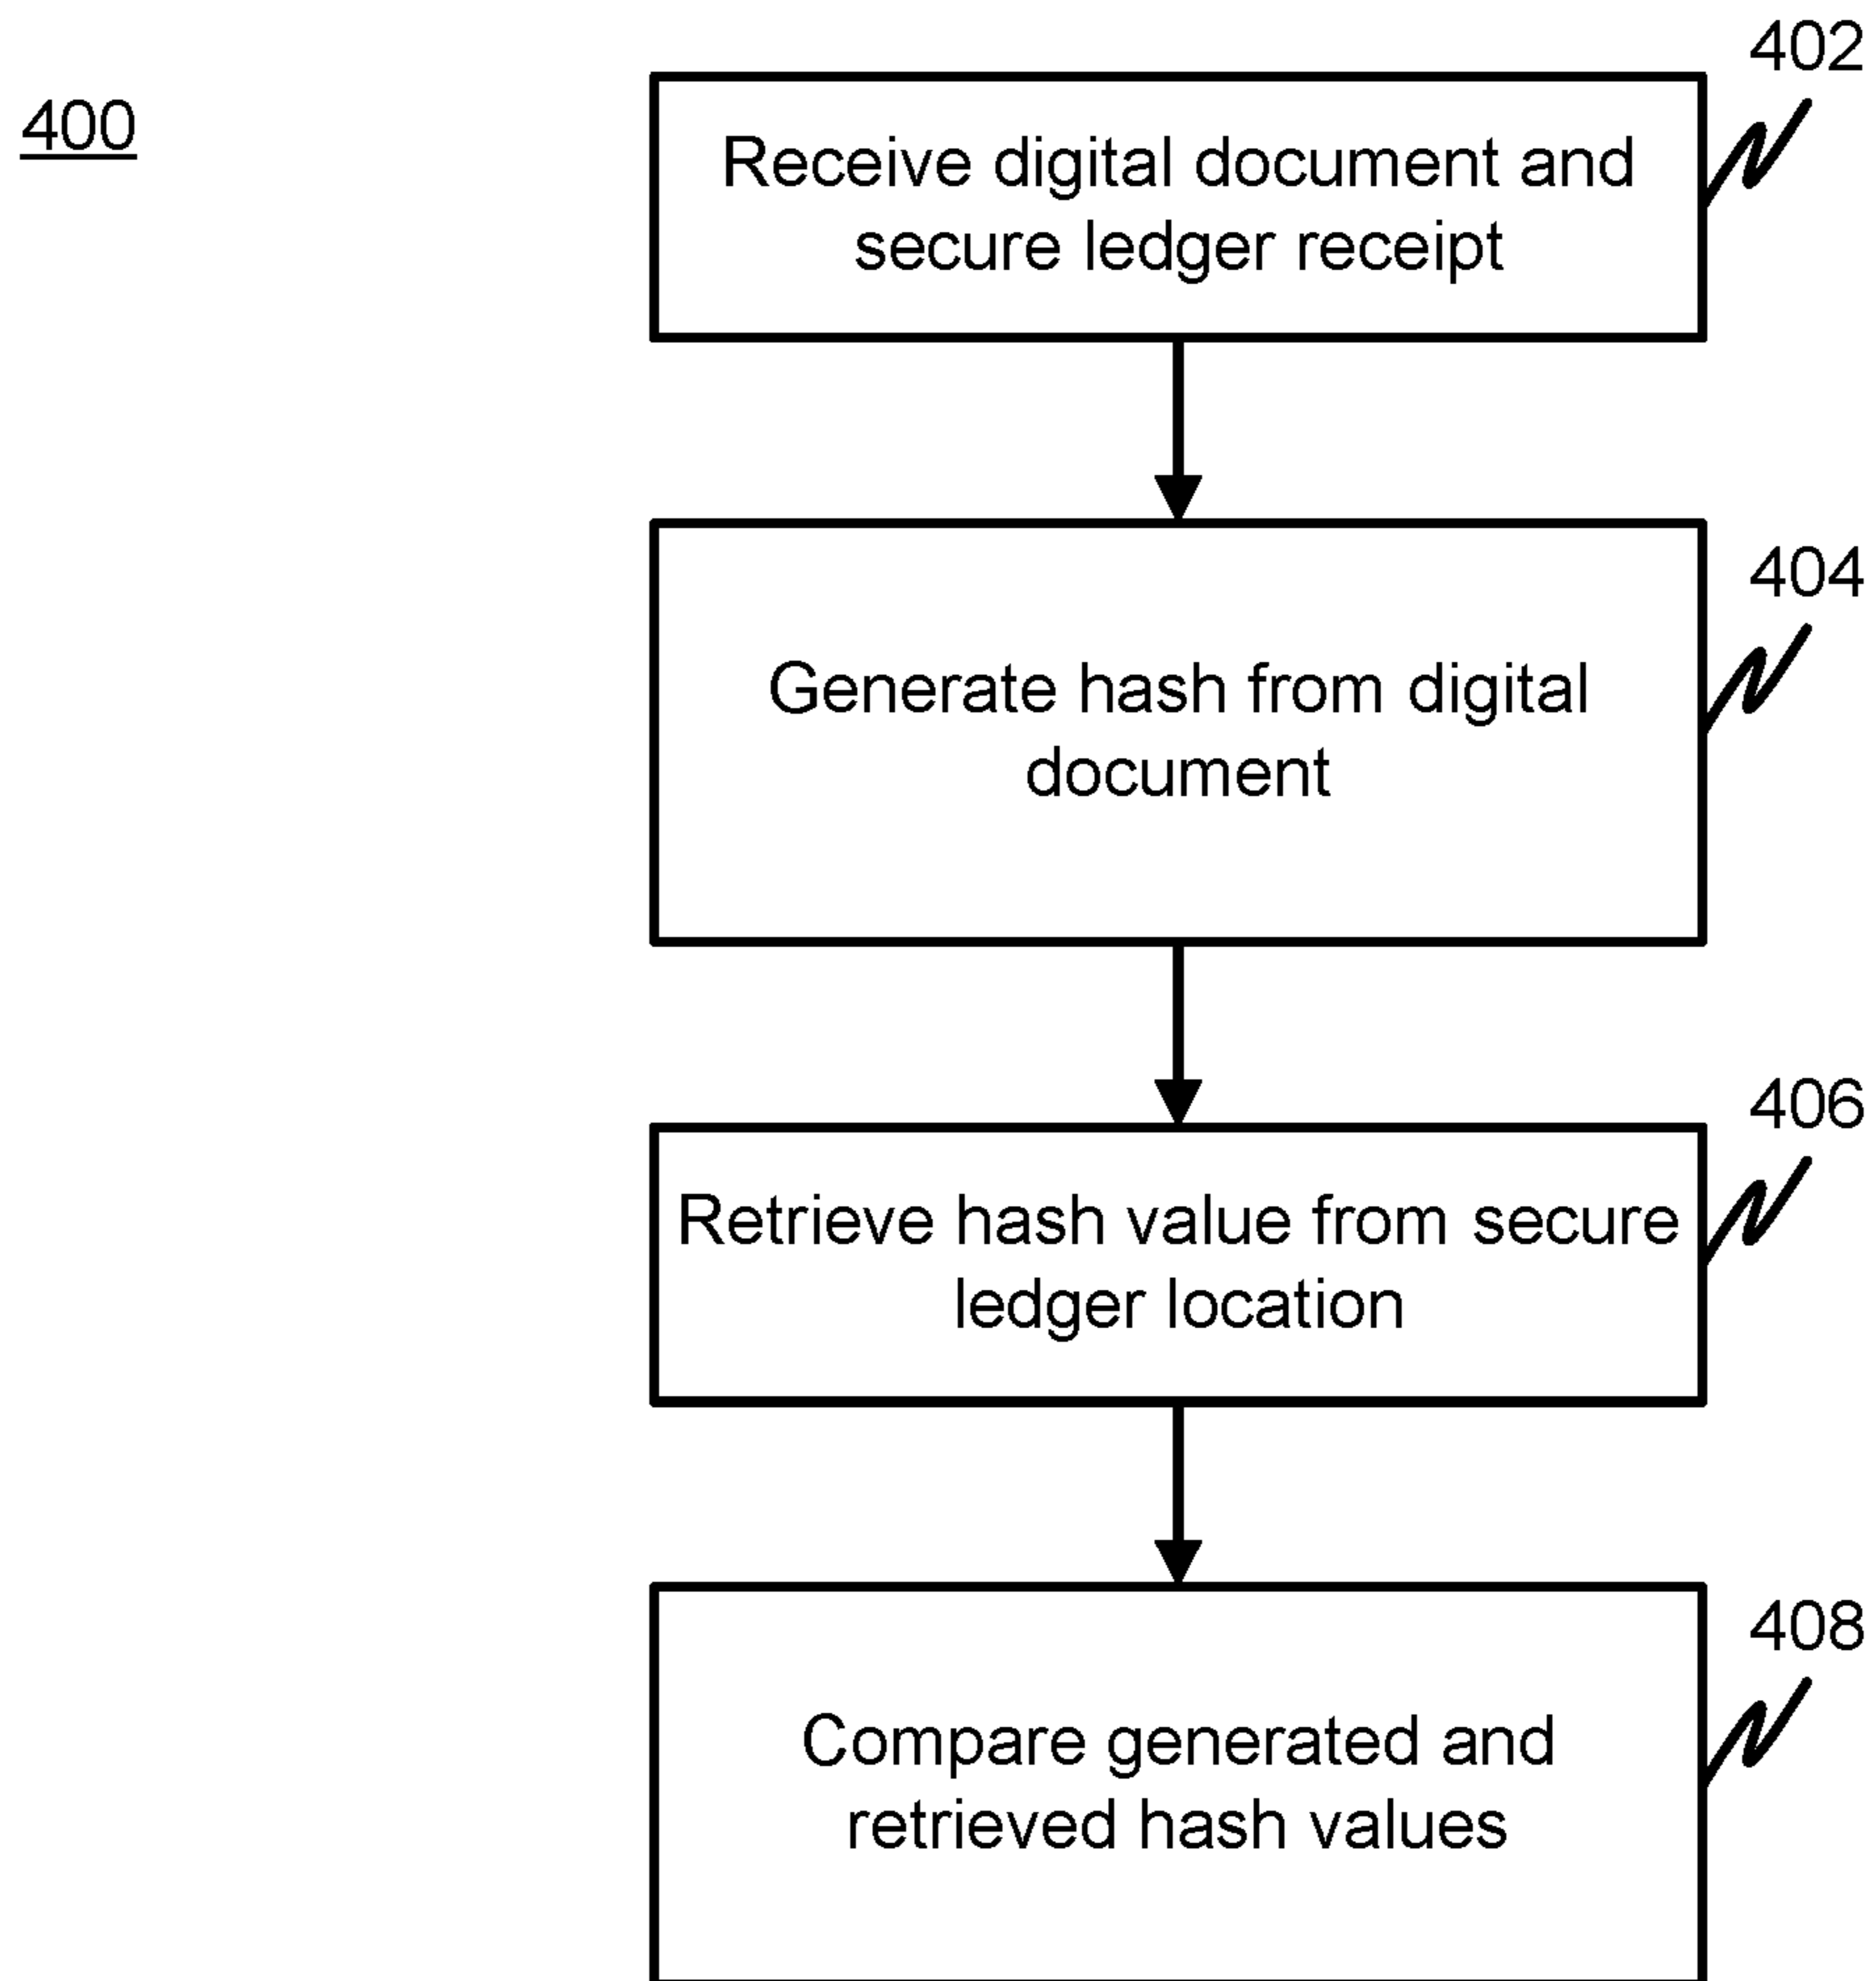 400
402
Receive digital document and
secure ledger receipt
404
Generate hash from digital
document
406
Retrieve hash value from secure
ledger location
408
Compare generated and
retrieved hash values